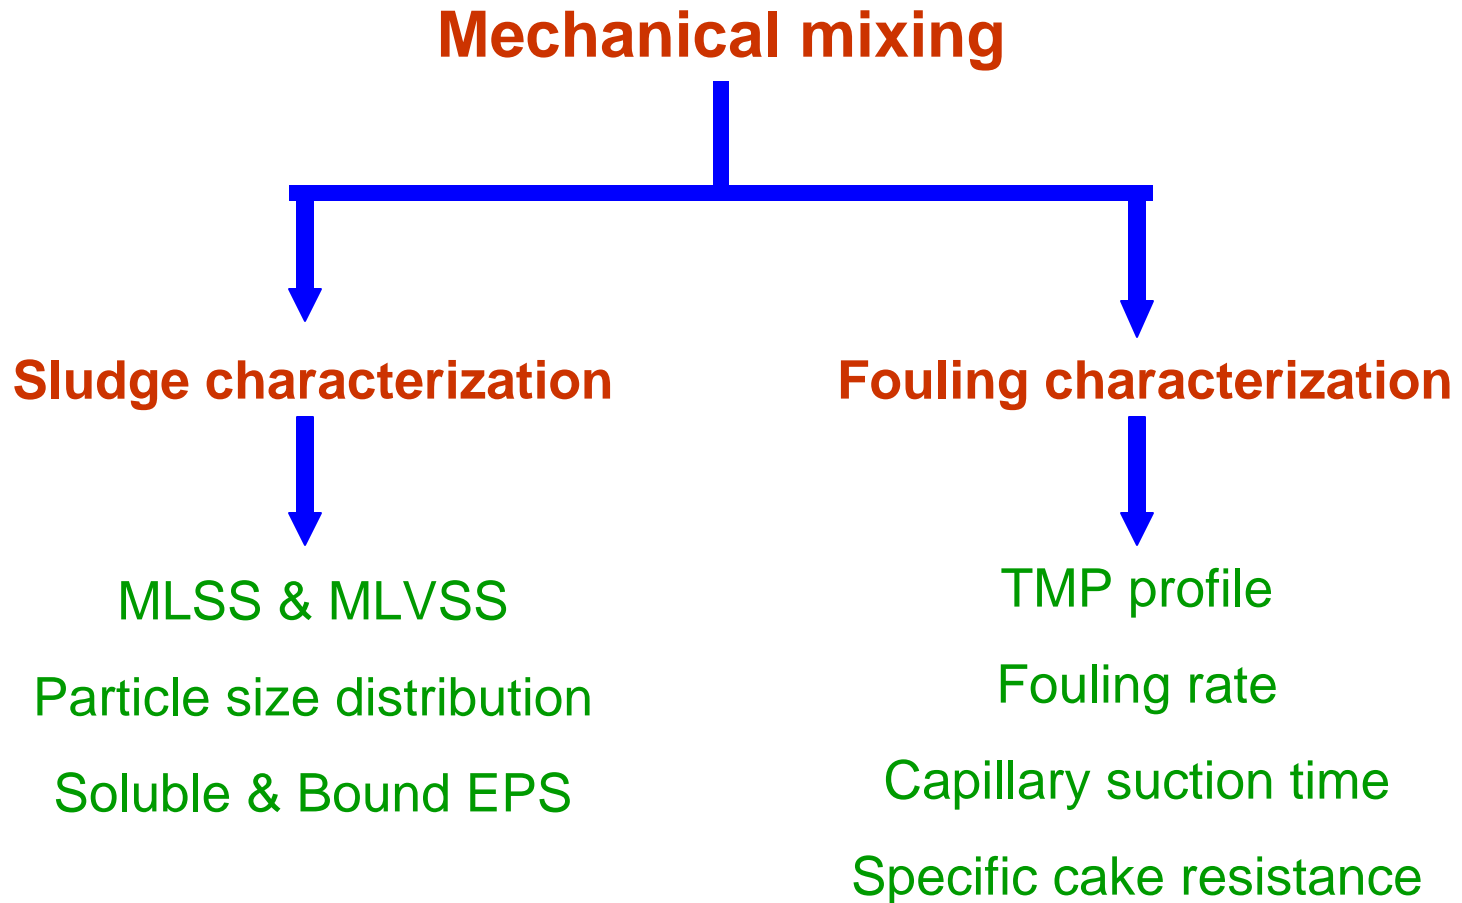 Mechanical mixing
Sludge characterization
Fouling characterization
MLSS & MLVSS
Particle size distribution
Soluble & Bound EPS
TMP profile
Fouling rate
Capillary suction time
Specific cake resistance